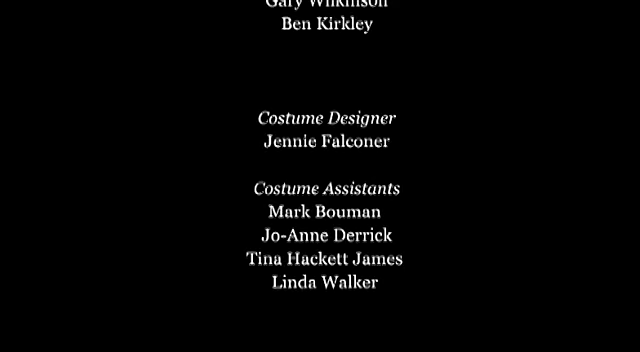 Gary Wilkinson
Ben Kirkley
Costume Designer
Jennie Falconer
Costume Assistants
Mark Bouman
Jo-Anne Derrick
Tina Hackett James
Linda Walker